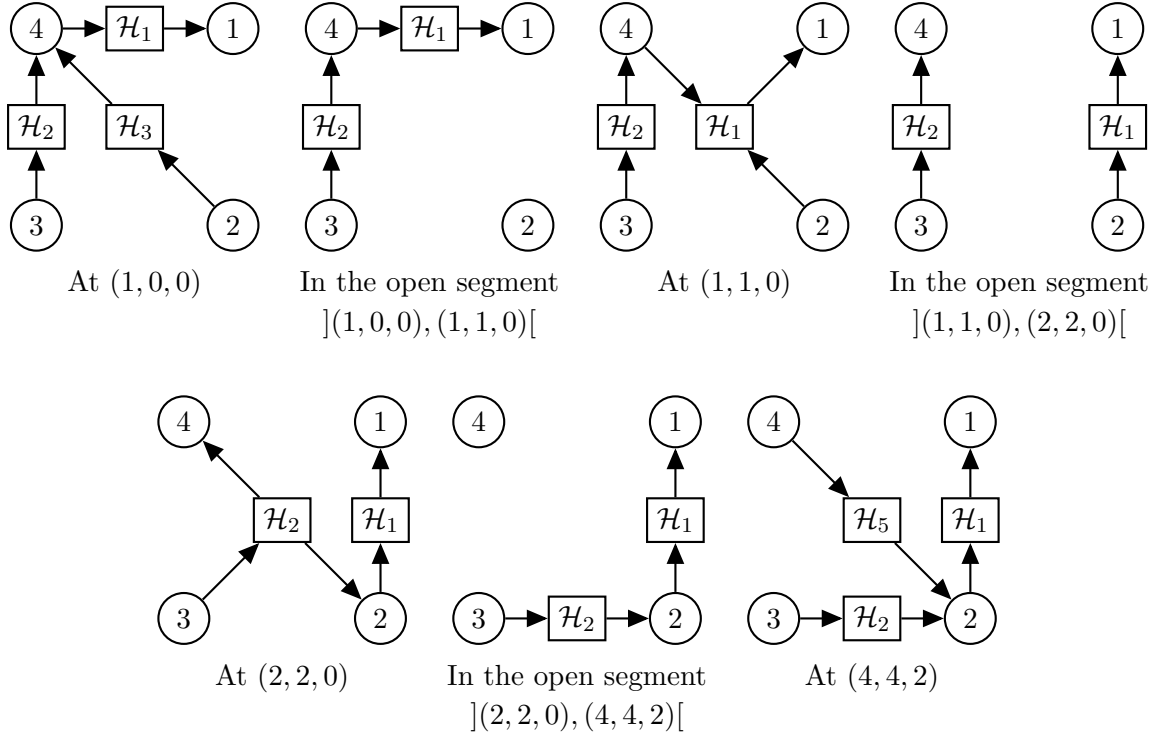 4 ℋ₁ 1 4 ℋ₁ 1 4 1 4 1
ℋ₂ ℋ₃ ℋ₂ ℋ₂ ℋ₁ ℋ₂ ℋ₁
3 2 3 2 3 2 3 2
At (1, 0, 0) In the open segment At (1, 1, 0) In the open segment
](1, 0, 0), (1, 1, 0)[ ](1, 1, 0), (2, 2, 0)[
4 1 4 1 4 1
ℋ₂ ℋ₁ ℋ₁ ℋ₅ ℋ₁
3 2 3 ℋ₂ 2 3 ℋ₂ 2
At (2, 2, 0) In the open segment At (4, 4, 2)
](2, 2, 0), (4, 4, 2)[